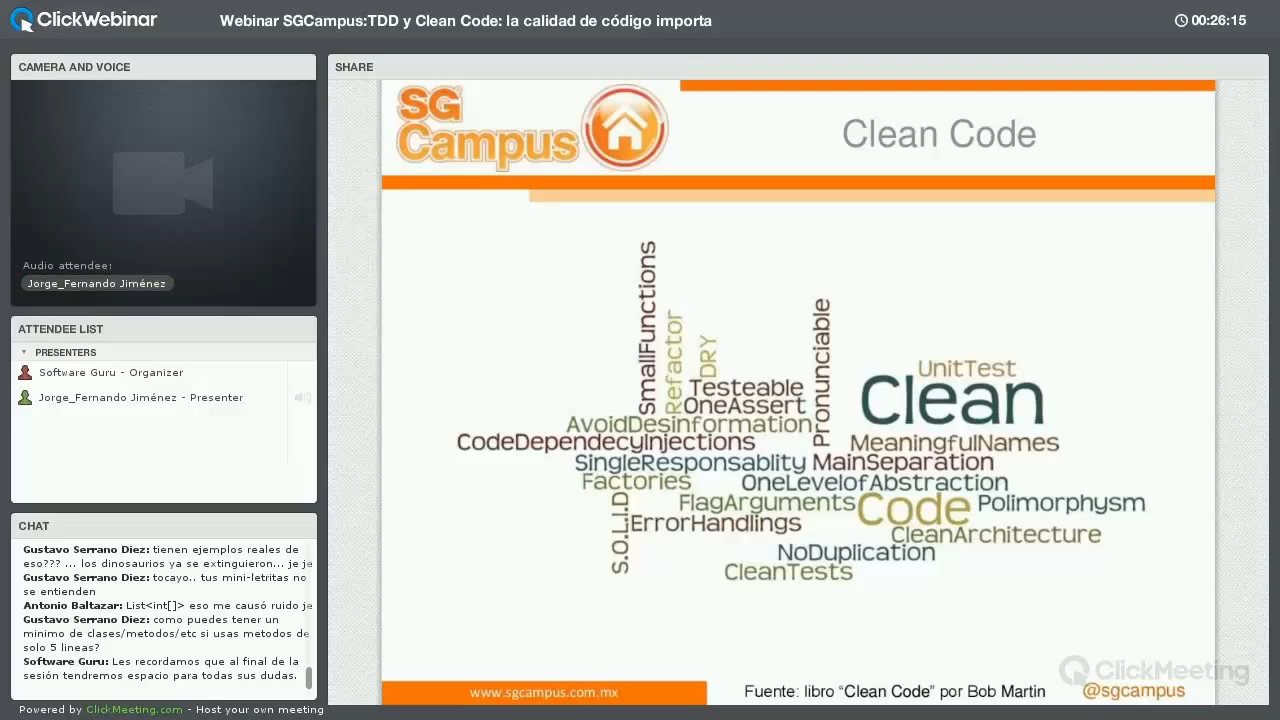 ClickWebinar
Webinar SGCampus:TDD y Clean Code: la calidad de código importa
00:26:15
CAMERA AND VOICE
Audio attendee:
Jorge_Fernando Jiménez
ATTENDEE LIST
PRESENTERS
Software Guru - Organizer
Jorge_Fernando Jiménez - Presenter
CHAT
Gustavo Serrano Diez: tienen ejemplos reales de
eso??? ... los dinosaurios ya se extinguieron... je je
Gustavo Serrano Diez: tocayo.. tus mini-letritas no
se entienden
Antonio Baltazar: List<int[]> eso me causó ruido je
Gustavo Serrano Diez: como puedes tener un
minimo de clases/metodos/etc si usas metodos de
solo 5 lineas?
Software Guru: Les recordamos que al final de la
sesión tendremos espacio para todas sus dudas.
Powered by ClickMeeting.com - Host your own meeting
SHARE
SG
Campus
Clean Code
SmallFunctions
Refactor
DRY
Pronunciable
Testeable
OneAssert
UnitTest
Clean
AvoidDesinformation
CodeDependecyInjections
MeaningfulNames
SingleResponsablity
MainSeparation
Factories
OneLevelofAbstraction
S.O.L.I.D
FlagArguments
Code
Polimorphysm
ErrorHandlings
CleanArchitecture
NoDuplication
CleanTests
ClickMeeting
www.sgcampus.com.mx
Fuente: libro “Clean Code” por Bob Martin
@sgcampus